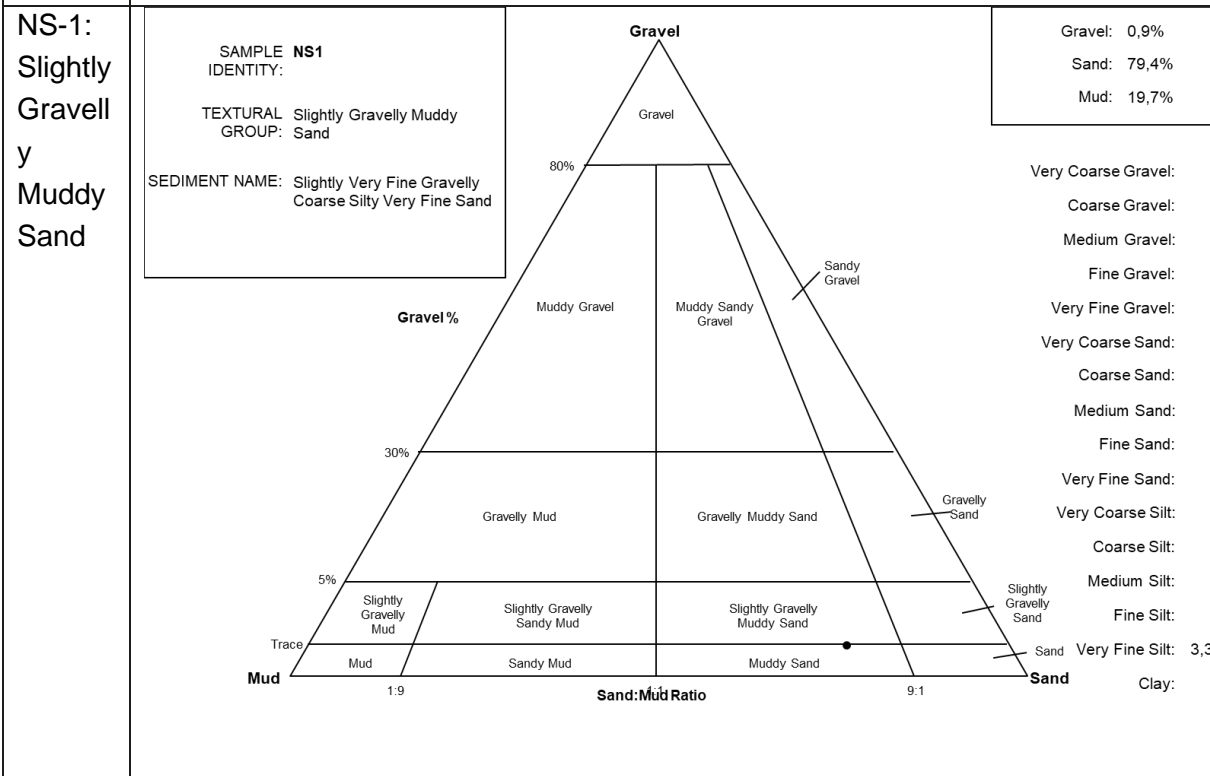 NS-1:
Slightly
Gravell
y
Muddy
Sand
SAMPLE NS1
IDENTITY:
TEXTURAL Slightly Gravelly Muddy
GROUP: Sand
SEDIMENT NAME: Slightly Very Fine Gravelly
Coarse Silty Very Fine Sand
Gravel
Gravel
80%
Sandy
Gravel
Muddy Gravel
Muddy Sandy
Gravel
Gravel %
30%
Gravelly Mud
Gravelly Muddy Sand
Gravelly
Sand
5%
Slightly
Gravelly
Mud
Slightly Gravelly
Sandy Mud
Slightly Gravelly
Muddy Sand
Slightly
Gravelly
Sand
Trace
Mud
Sandy Mud
Muddy Sand
Sand
Mud
Sand
1:9
1:1
9:1
Sand:Mud Ratio
Gravel: 0,9%
Sand: 79,4%
Mud: 19,7%
Very Coarse Gravel:
Coarse Gravel:
Medium Gravel:
Fine Gravel:
Very Fine Gravel:
Very Coarse Sand:
Coarse Sand:
Medium Sand:
Fine Sand:
Very Fine Sand:
Very Coarse Silt:
Coarse Silt:
Medium Silt:
Fine Silt:
Very Fine Silt: 3,3
Clay: